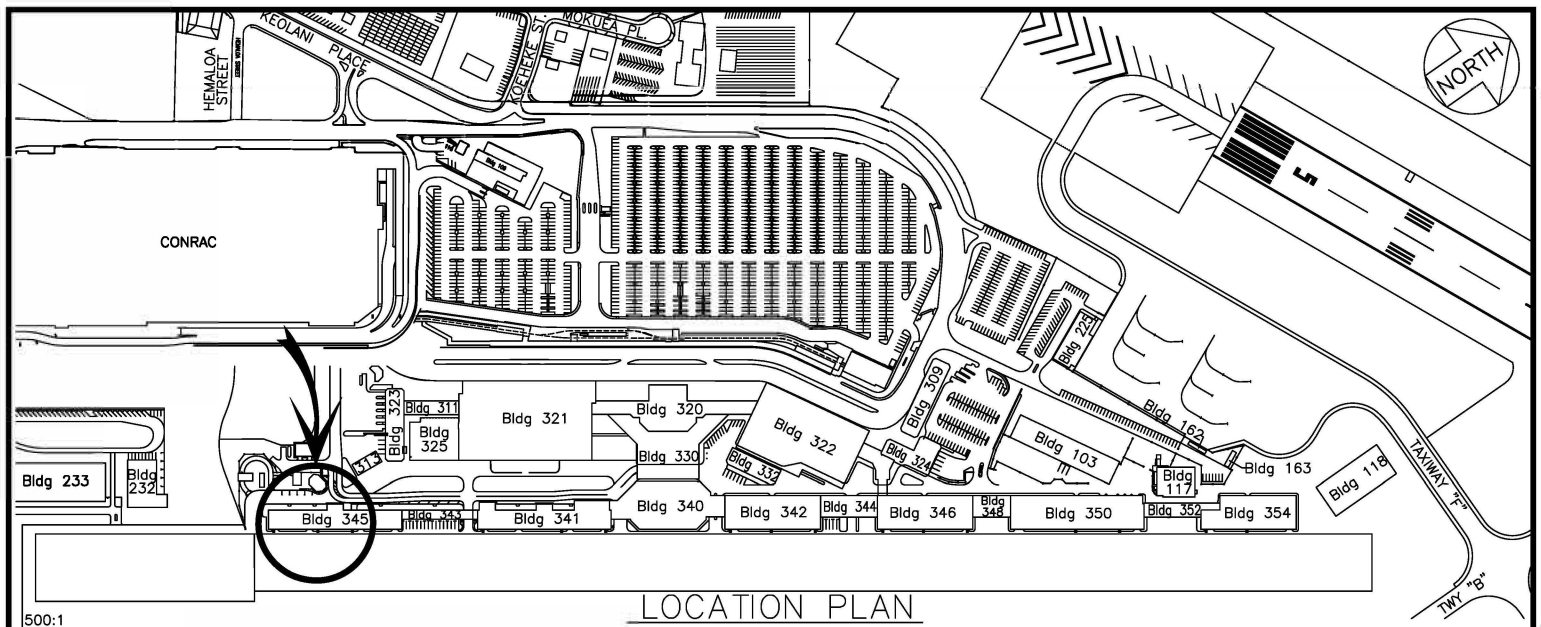 KEOLANI PLACE
HEMALOA
STREET
HEMALOA STREET
KOEHEKE ST.
MOKUEA PL.
NORTH
5
CONRAC
Bldg 225
Bldg 309
Bldg 323
Bldg 311
Bldg
325
Bldg 321
Bldg 320
Bldg 330
Bldg 322
Bldg 332
Bldg 324
Bldg 103
Bldg 162
Bldg 163
Bldg
117
Bldg 118
TAXIWAY "F"
TWY "B"
Bldg 233
Bldg
232
313
Bldg 345
Bldg 343
Bldg 341
Bldg 340
Bldg 342
Bldg 344
Bldg 346
Bldg
348
Bldg 350
Bldg 352
Bldg 354
LOCATION PLAN
500:1